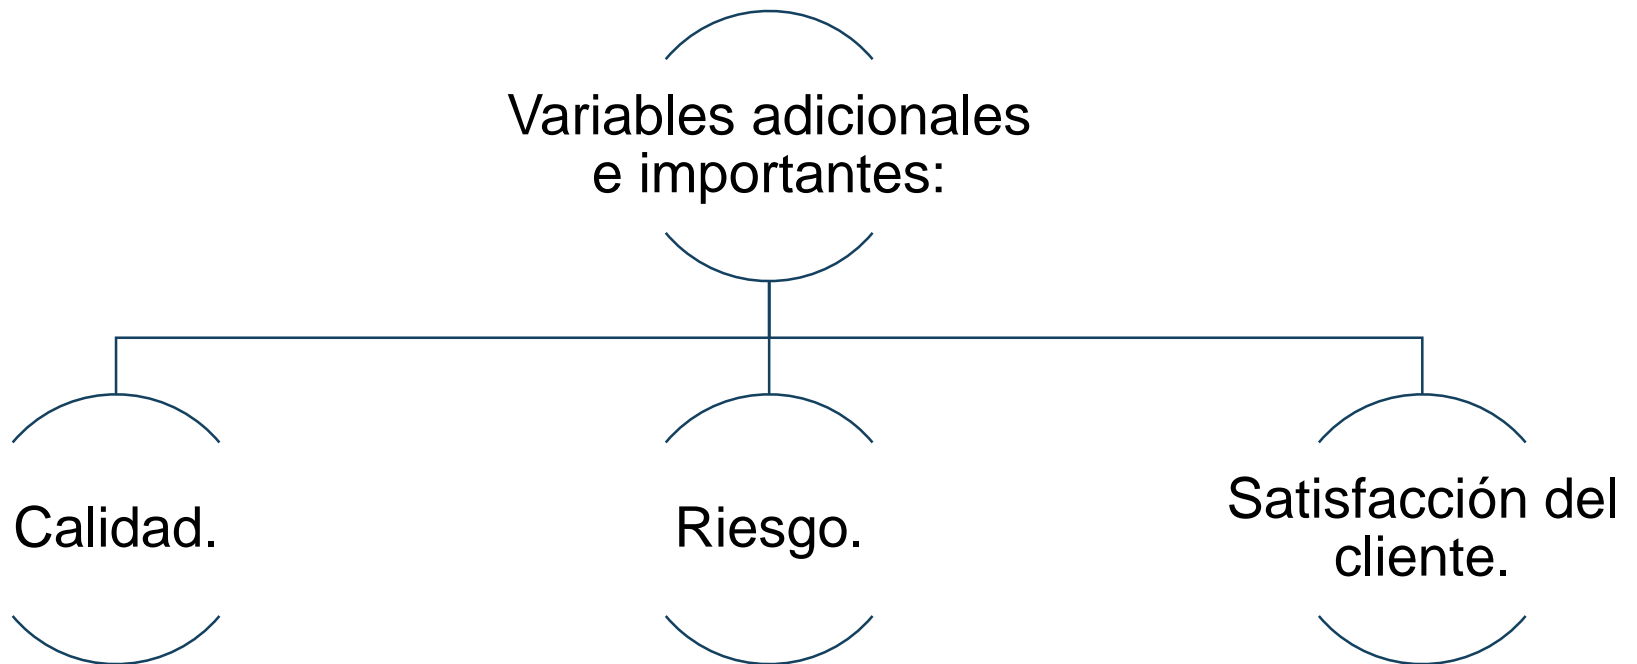 Variables adicionales
e importantes:
Calidad.
Riesgo.
Satisfacción del
cliente.